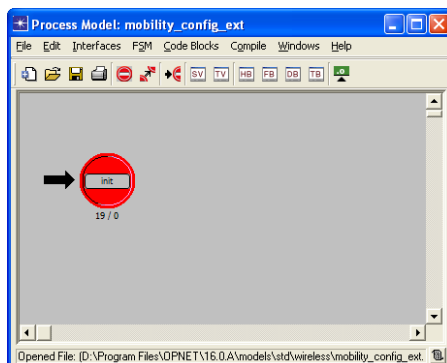 Process Model: mobility_config_ext
File Edit Interfaces FSM Code Blocks Compile Windows Help
SV TV HB FB DB TB
init
19 / 0
Opened File: (D:\Program Files\OPNET\16.0.A\models\std\wireless\mobility_config_ext.